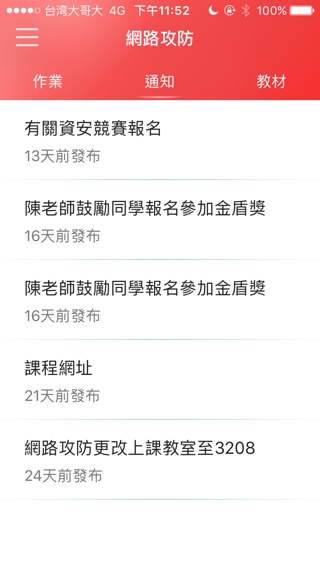 台湾大哥大 4G 下午11:52 100%
網路攻防
作業 通知 教材
有關資安競賽報名
13天前發布
陳老師鼓勵同學報名參加金盾獎
16天前發布
陳老師鼓勵同學報名參加金盾獎
16天前發布
課程網址
21天前發布
網路攻防更改上課教室至3208
24天前發布